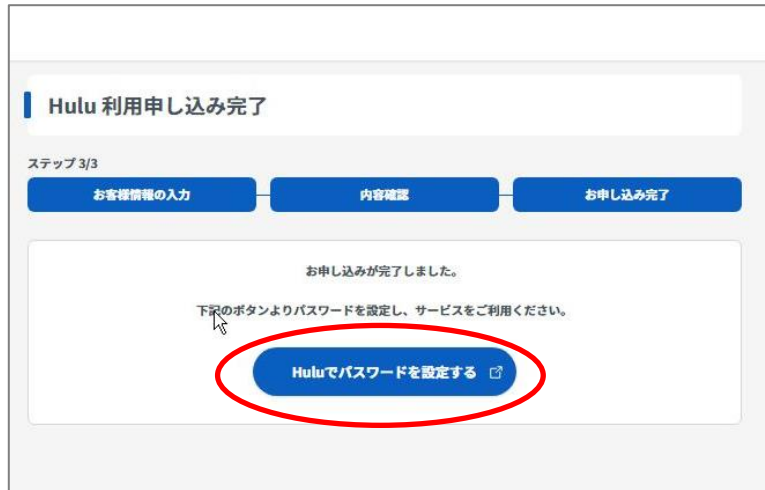 Hulu 利用申し込み完了
ステップ 3/3
お客様情報の入力
内容確認
お申し込み完了
お申し込みが完了しました。
下記のボタンよりパスワードを設定し、サービスをご利用ください。
Huluでパスワードを設定する